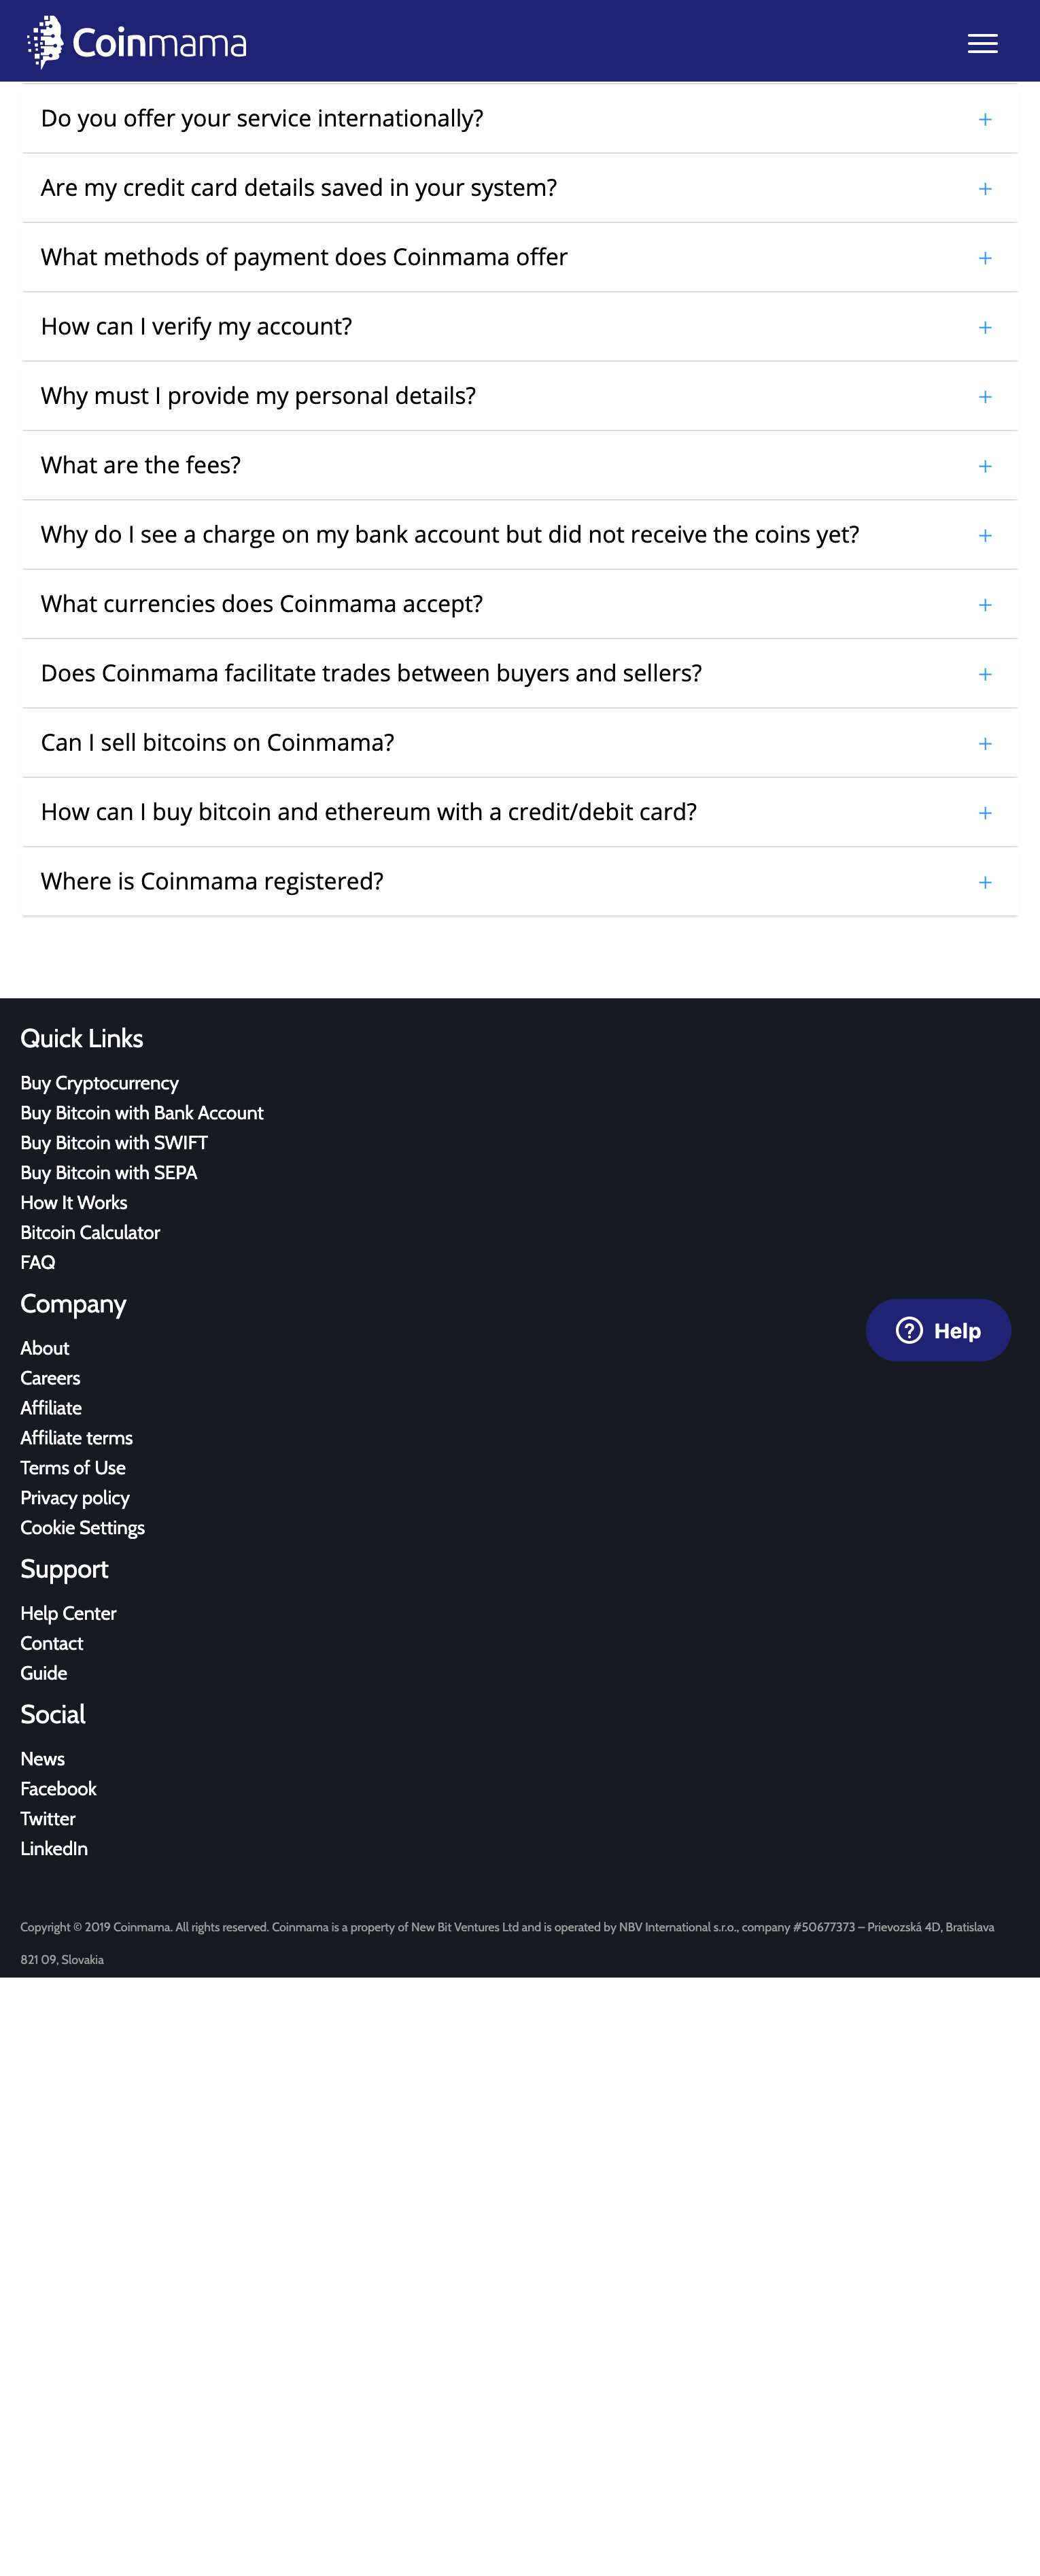 Coinmama
Do you offer your service internationally?
Are my credit card details saved in your system?
What methods of payment does Coinmama offer
How can I verify my account?
Why must I provide my personal details?
What are the fees?
Why do I see a charge on my bank account but did not receive the coins yet?
What currencies does Coinmama accept?
Does Coinmama facilitate trades between buyers and sellers?
Can I sell bitcoins on Coinmama?
How can I buy bitcoin and ethereum with a credit/debit card?
Where is Coinmama registered?
Quick Links
Buy Cryptocurrency
Buy Bitcoin with Bank Account
Buy Bitcoin with SWIFT
Buy Bitcoin with SEPA
How It Works
Bitcoin Calculator
FAQ
Company
Help
About
Careers
Affiliate
Affiliate terms
Terms of Use
Privacy policy
Cookie Settings
Support
Help Center
Contact
Guide
Social
News
Facebook
Twitter
LinkedIn
Copyright © 2019 Coinmama. All rights reserved. Coinmama is a property of New Bit Ventures Ltd and is operated by NBV International s.r.o., company #50677373 – Prievozská 4D, Bratislava
821 09, Slovakia